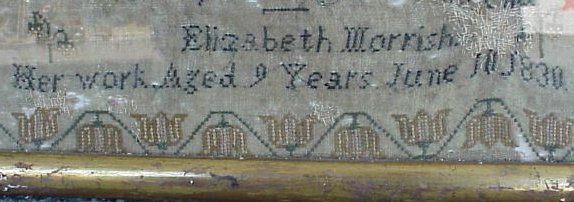 Elizabeth Morrish
Her work Aged 9 Years June 10 1830